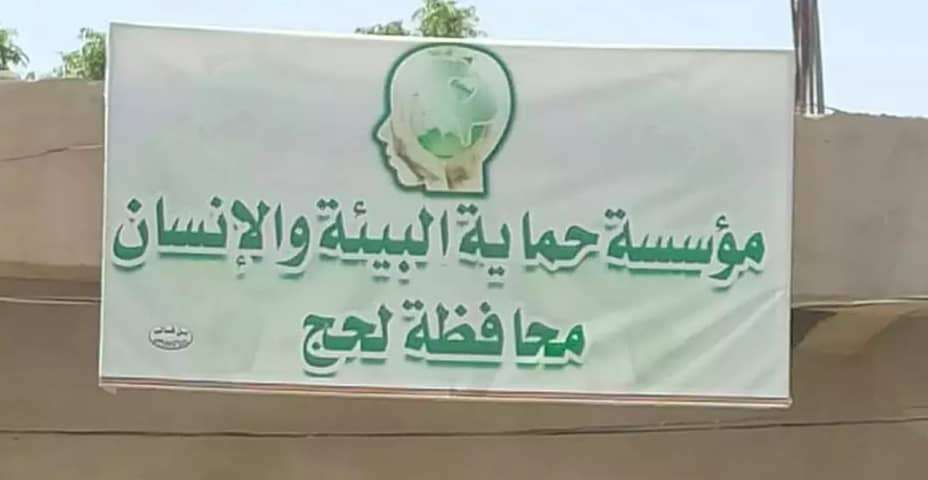 مؤسسة حماية البيئة والإنسان
محافظة لحج